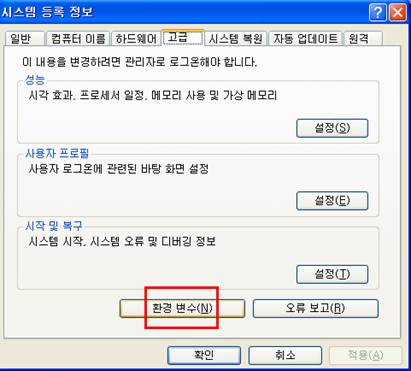 시스템 등록 정보
일반 컴퓨터 이름 하드웨어 고급 시스템 복원 자동 업데이트 원격
이 내용을 변경하려면 관리자로 로그온해야 합니다.
성능
시각 효과, 프로세서 일정, 메모리 사용 및 가상 메모리
설정(S)
사용자 프로필
사용자 로그온에 관련된 바탕 화면 설정
설정(E)
시작 및 복구
시스템 시작, 시스템 오류 및 디버깅 정보
설정(T)
환경 변수(N) 오류 보고(R)
확인 취소 적용(A)